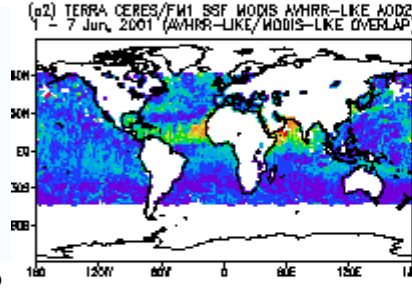 (a2) TERRA CERES/FM1 SSF MODIS AVHRR-LIKE AOD2
1 - 7 Jun, 2001 (AVHRR-LIKE/MODIS-LIKE OVERLAP)
60N
30N
EQ
30S
60S
180 120W 60W 0 60E 120E